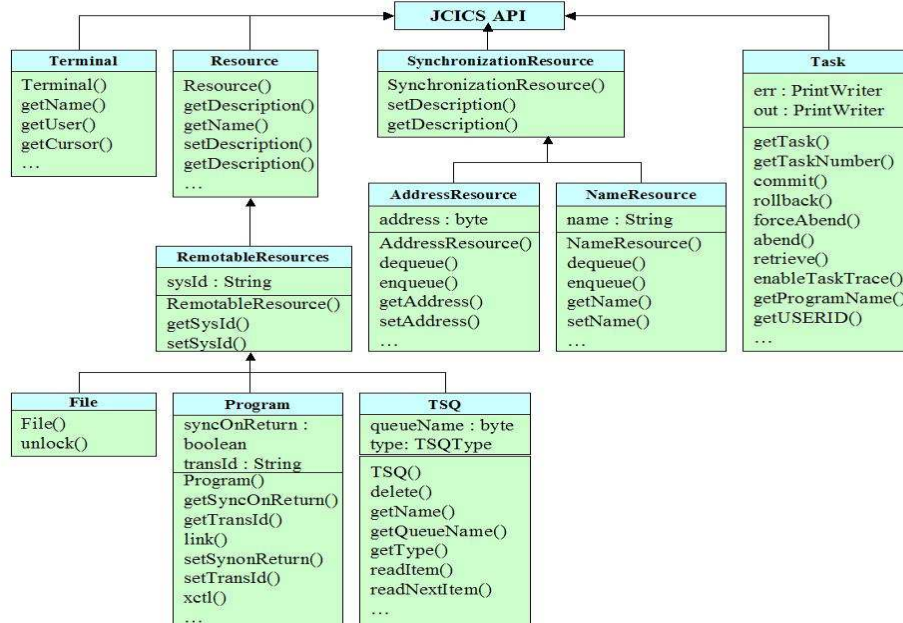 JCICS API
Terminal
Terminal()
getName()
getUser()
getCursor()
…
Resource
Resource()
getDescription()
getName()
setDescription()
getDescription()
…
SynchronizationResource
SynchronizationResource()
setDescription()
getDescription()
Task
err : PrintWriter
out : PrintWriter
getTask()
getTaskNumber()
commit()
rollback()
forceAbend()
abend()
retrieve()
enableTaskTrace()
getProgramName()
getUSERID()
…
AddressResource
address : byte
AddressResource()
dequeue()
enqueue()
getAddress()
setAddress()
…
NameResource
name : String
NameResource()
dequeue()
enqueue()
getName()
setName()
…
RemotableResources
sysId : String
RemotableResource()
getSysId()
setSysId()
File
File()
unlock()
Program
syncOnReturn :
boolean
transId : String
Program()
getSyncOnReturn()
getTransId()
link()
setSynonReturn()
setTransId()
xctl()
…
TSQ
queueName : byte
type: TSQType
TSQ()
delete()
getName()
getQueueName()
getType()
readItem()
readNextItem()
…